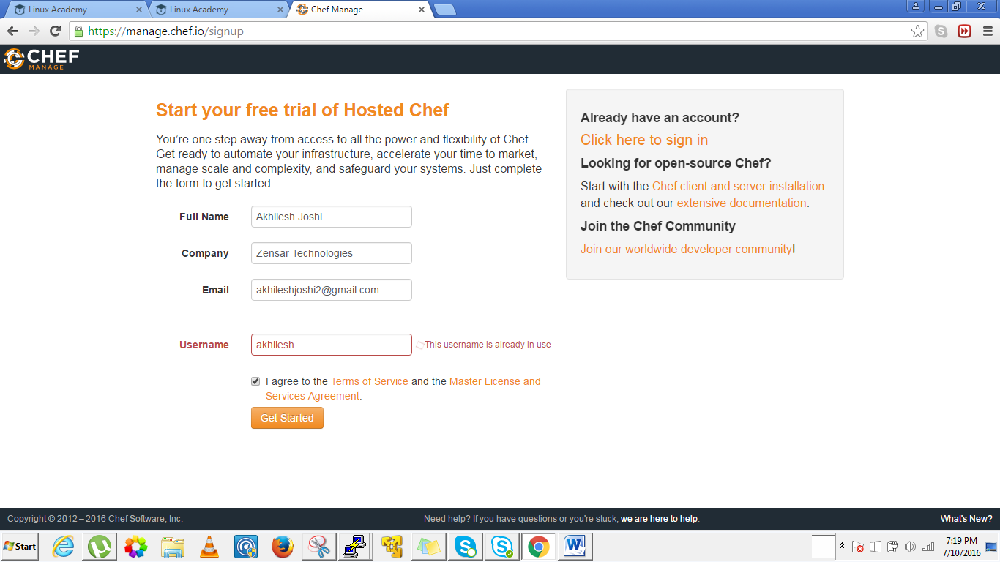 Linux Academy
Linux Academy
Chef Manage
https://manage.chef.io/signup
CHEF
MANAGE
Start your free trial of Hosted Chef
You’re one step away from access to all the power and flexibility of Chef.
Get ready to automate your infrastructure, accelerate your time to market,
manage scale and complexity, and safeguard your systems. Just complete
the form to get started.
Full Name
Akhilesh Joshi
Company
Zensar Technologies
Email
akhileshjoshi2@gmail.com
Username
akhilesh
This username is already in use
I agree to the Terms of Service and the Master License and
Services Agreement.
Get Started
Already have an account?
Click here to sign in
Looking for open-source Chef?
Start with the Chef client and server installation
and check out our extensive documentation.
Join the Chef Community
Join our worldwide developer community!
Copyright © 2012 – 2016 Chef Software, Inc.
Need help? If you have questions or you're stuck, we are here to help.
What's New?
Start
7:19 PM
7/10/2016